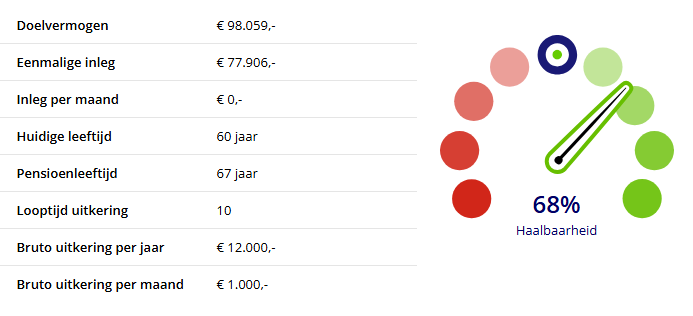 Doelvermogen € 98.059,-
Eenmalige inleg € 77.906,-
Inleg per maand € 0,-
Huidige leeftijd 60 jaar
Pensioenleeftijd 67 jaar
Looptijd uitkering 10
Bruto uitkering per jaar € 12.000,-
Bruto uitkering per maand € 1.000,-
68%
Haalbaarheid